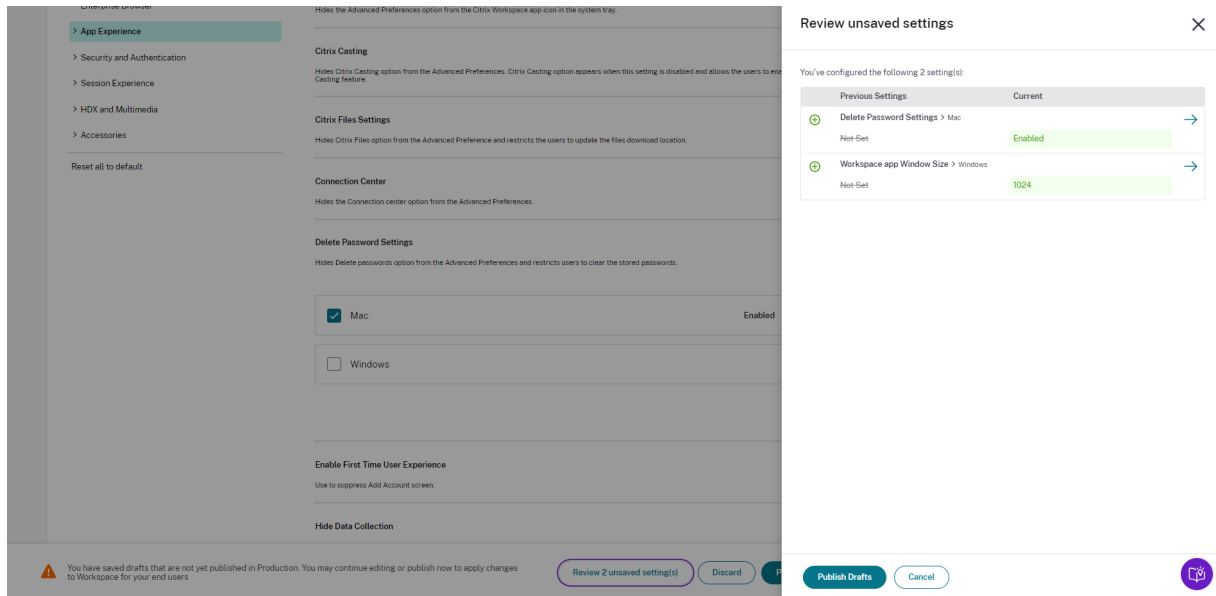 Enterprise Browser
App Experience
Security and Authentication
Session Experience
HDX and Multimedia
Accessories
Reset all to default
Hides the Advanced Preferences option from the Citrix Workspace app icon in the system tray.
Citrix Casting
Hides Citrix Casting option from the Advanced Preferences. Citrix Casting option appears when this setting is disabled and allows the users to ena
Casting feature.
Citrix Files Settings
Hides Citrix Files option from the Advanced Preference and restricts the users to update the files download location.
Connection Center
Hides the Connection center option from the Advanced Preferences.
Delete Password Settings
Hides Delete passwords option from the Advanced Preferences and restricts users to clear the stored passwords.
Mac Enabled
Windows
Enable First Time User Experience
Use to suppress Add Account screen.
Hide Data Collection
You have saved drafts that are not yet published in Production. You may continue editing or publish now to apply changes
to Workspace for your end users
Review 2 unsaved setting(s) Discard P
Review unsaved settings
You've configured the following 2 setting(s):
Previous Settings Current
Delete Password Settings > Mac
Not Set Enabled
Workspace app Window Size > Windows
Not Set 1024
Publish Drafts Cancel